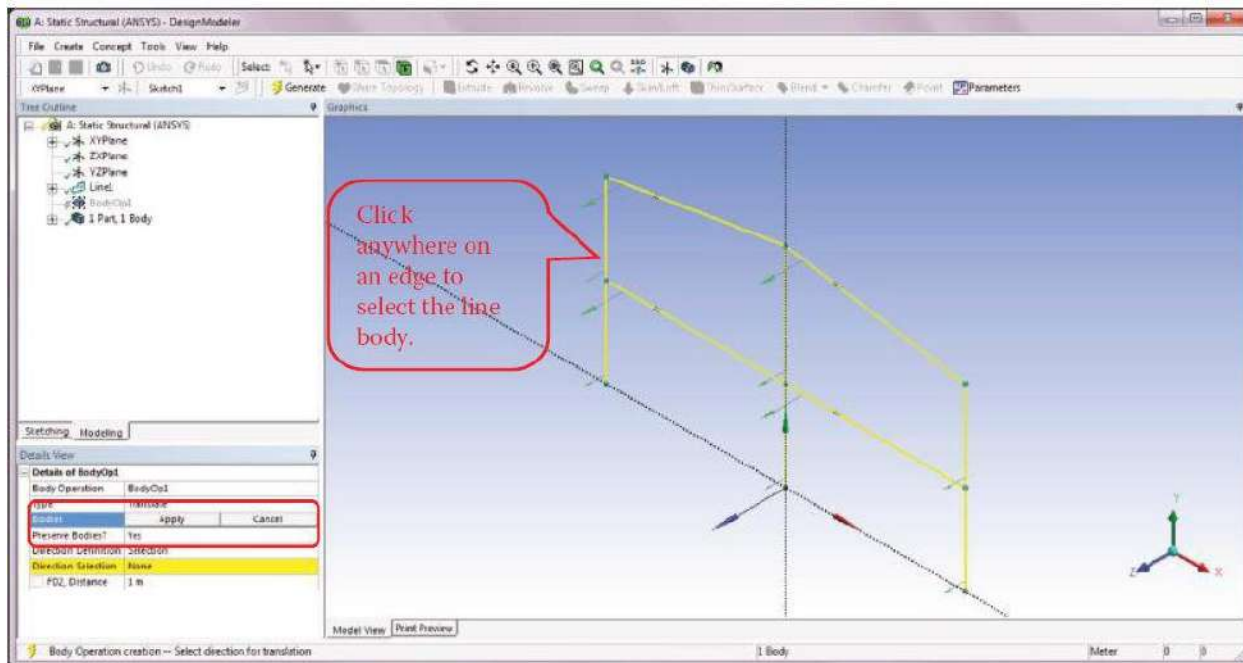 A: Static Structural (ANSYS) - DesignModeler
File Create Concept Tools View Help
Undo Redo Select:
XYPlane Sketch1 Generate Share Topology Extrude Revolve Sweep Skin/Loft Thin/Surface Blend Chamfer Point Parameters
Tree Outline Graphics
A: Static Structural (ANSYS)
XYPlane
ZXPlane
YZPlane
Line1
BodyOp1
1 Part, 1 Body
Click
anywhere on
an edge to
select the line
body.
Sketching Modeling
Details View
Details of BodyOp1
Body Operation BodyOp1
Type Translate
Bodies Apply Cancel
Preserve Bodies? Yes
Direction Definition Selection
Direction Selection None
FD2, Distance 1 m
Y
Z
X
Model View Print Preview
Body Operation creation -- Select direction for translation 1 Body Meter 0 0